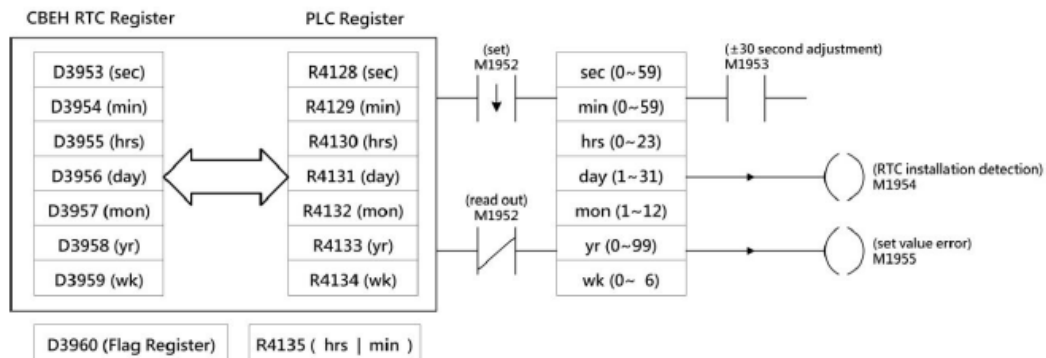 CBEH RTC Register
PLC Register
D3953 (sec)
D3954 (min)
D3955 (hrs)
D3956 (day)
D3957 (mon)
D3958 (yr)
D3959 (wk)
R4128 (sec)
R4129 (min)
R4130 (hrs)
R4131 (day)
R4132 (mon)
R4133 (yr)
R4134 (wk)
(set)
M1952
(read out)
M1952
sec (0~59)
min (0~59)
hrs (0~23)
day (1~31)
mon (1~12)
yr (0~99)
wk (0~ 6)
(±30 second adjustment)
M1953
(RTC installation detection)
M1954
(set value error)
M1955
D3960 (Flag Register)
R4135 ( hrs | min )